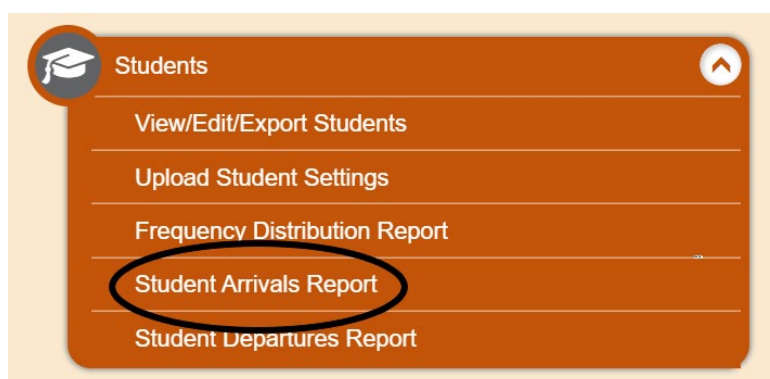 Students
View/Edit/Export Students
Upload Student Settings
Frequency Distribution Report
Student Arrivals Report
Student Departures Report